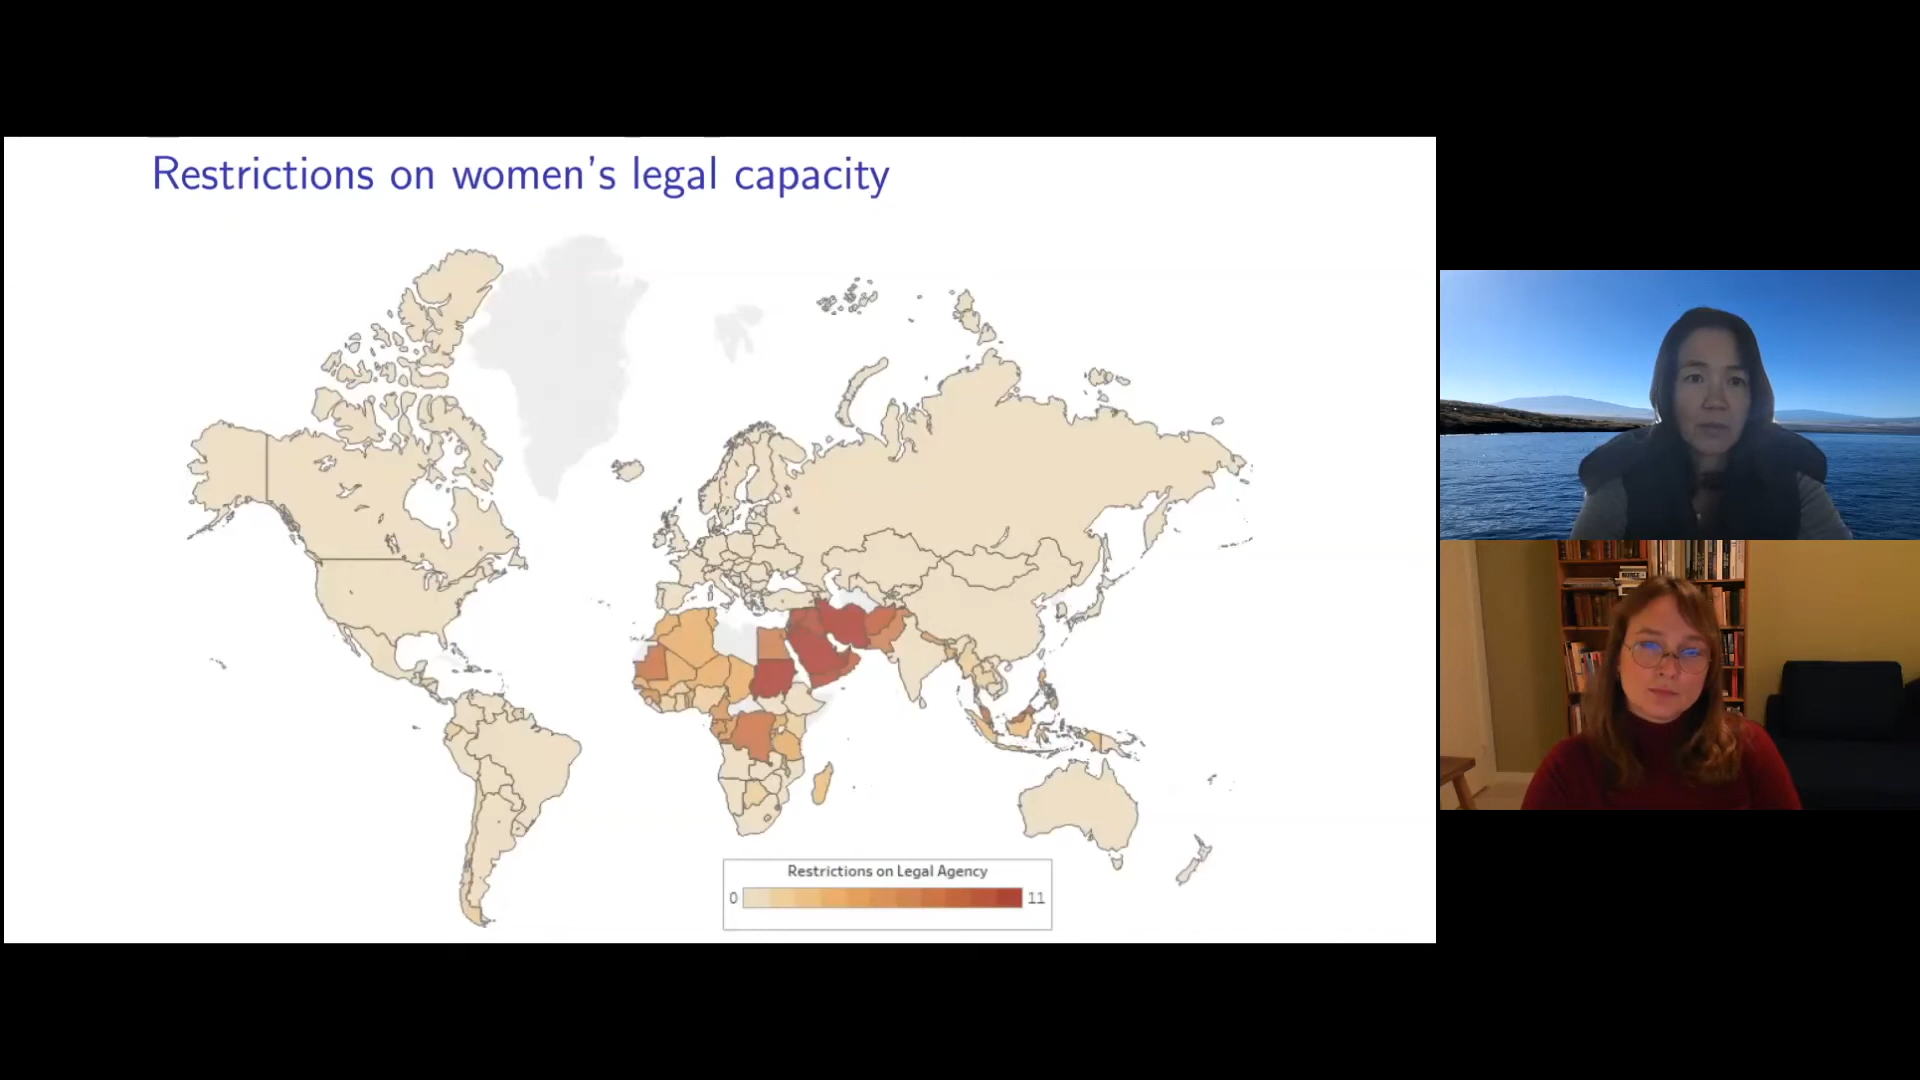 Restrictions on women's legal capacity
Restrictions on Legal Agency
0 11